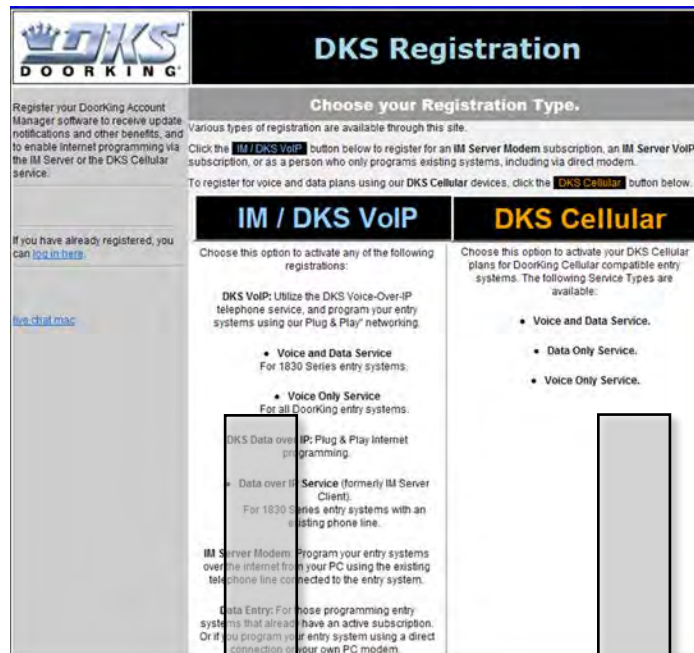 DKS
DOORKING
DKS Registration
Register your DoorKing Account
Manager software to receive update
notifications and other benefits, and
to enable Internet programming via
the IM Server or the DKS Cellular
service.
If you have already registered, you
can log in here.
live chat mac
Choose your Registration Type.
Various types of registration are available through this site.
Click the IM / DKS VoIP button below to register for an IM Server Modem subscription, an IM Server VoIP
subscription, or as a person who only programs existing systems, including via direct modem.
To register for voice and data plans using our DKS Cellular devices, click the DKS Cellular button below.
IM / DKS VoIP
Choose this option to activate any of the following
registrations:
DKS VoIP: Utilize the DKS Voice-Over-IP
telephone service, and program your entry
systems using our Plug & Play" networking.
• Voice and Data Service
For 1830 Series entry systems.
• Voice Only Service
For all DoorKing entry systems.
DKS Data over IP: Plug & Play Internet
programming.
• Data over IP Service (formerly IM Server
Client).
For 1830 Series entry systems with an
existing phone line.
IM Server Modem: Program your entry systems
over the internet from your PC using the existing
telephone line connected to the entry system.
Data Entry: For those programming entry
systems that already have an active subscription.
Or if you program your entry system using a direct
connection or your own PC modem.
DKS Cellular
Choose this option to activate your DKS Cellular
plans for DoorKing Cellular compatible entry
systems. The following Service Types are
available:
• Voice and Data Service.
• Data Only Service.
• Voice Only Service.